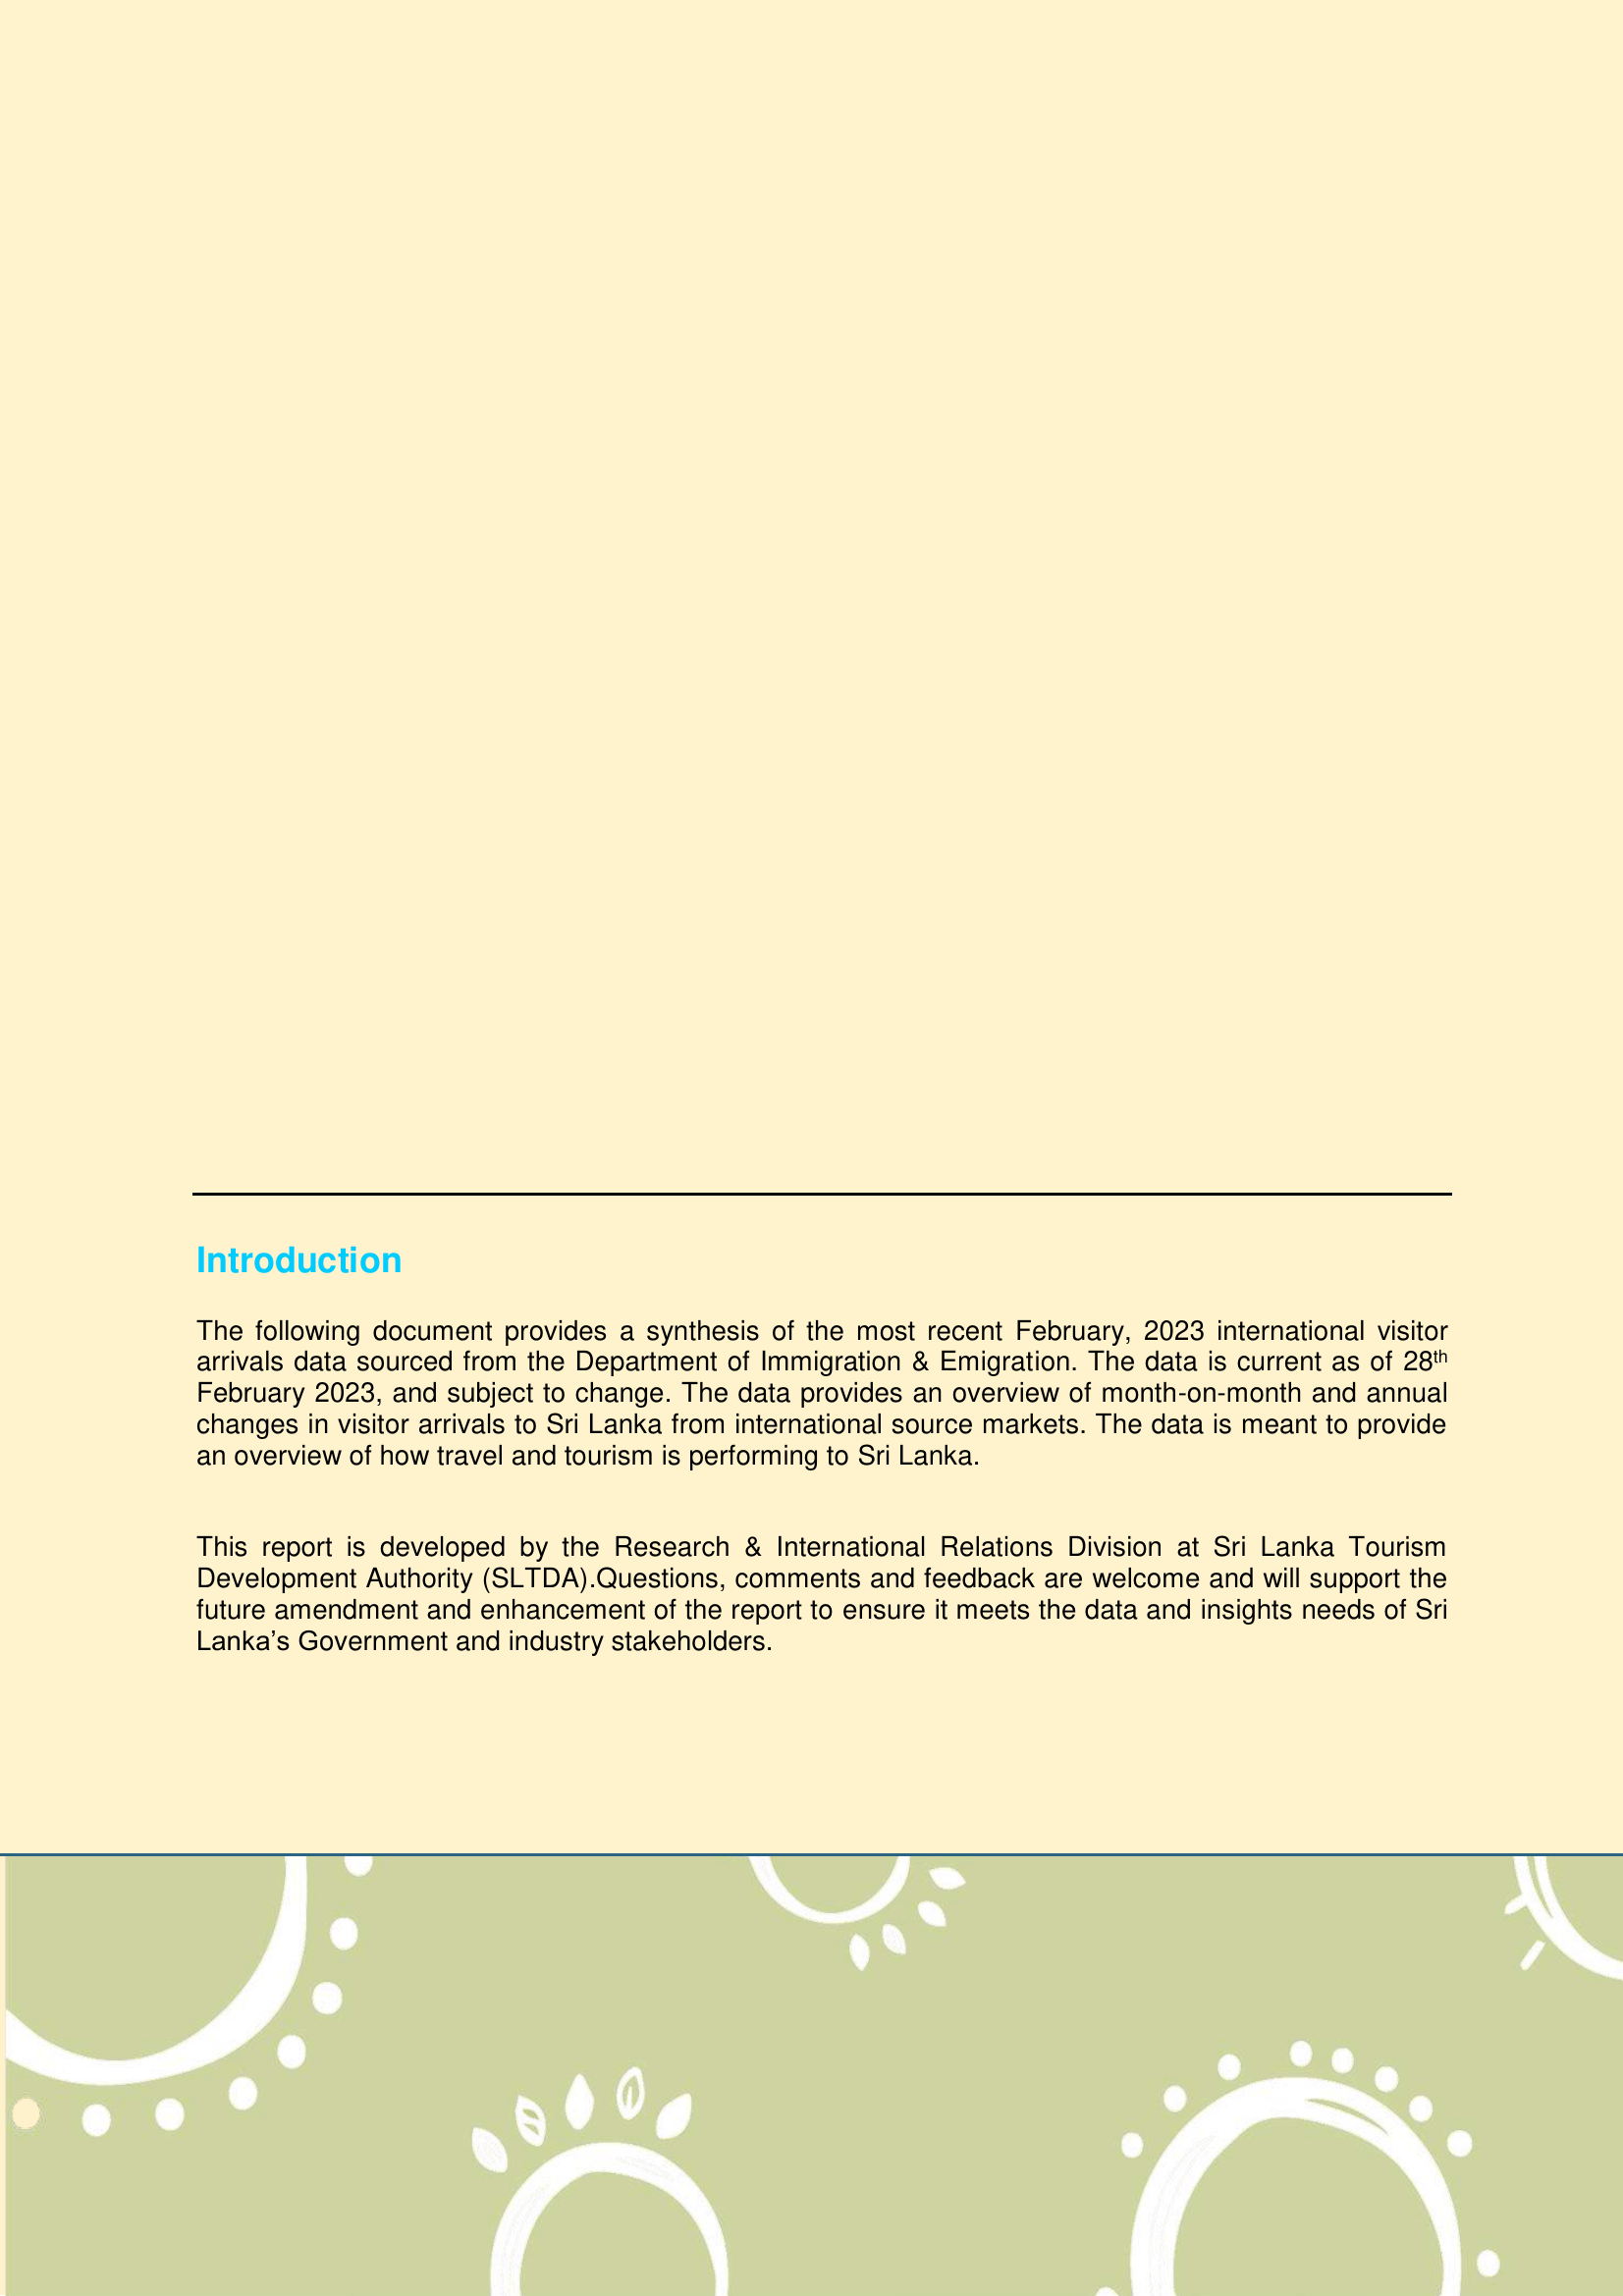 Introduction
The following document provides a synthesis of the most recent February, 2023 international visitor
arrivals data sourced from the Department of Immigration & Emigration. The data is current as of 28th
February 2023, and subject to change. The data provides an overview of month-on-month and annual
changes in visitor arrivals to Sri Lanka from international source markets. The data is meant to provide
an overview of how travel and tourism is performing to Sri Lanka.
This report is developed by the Research & International Relations Division at Sri Lanka Tourism
Development Authority (SLTDA).Questions, comments and feedback are welcome and will support the
future amendment and enhancement of the report to ensure it meets the data and insights needs of Sri
Lanka’s Government and industry stakeholders.